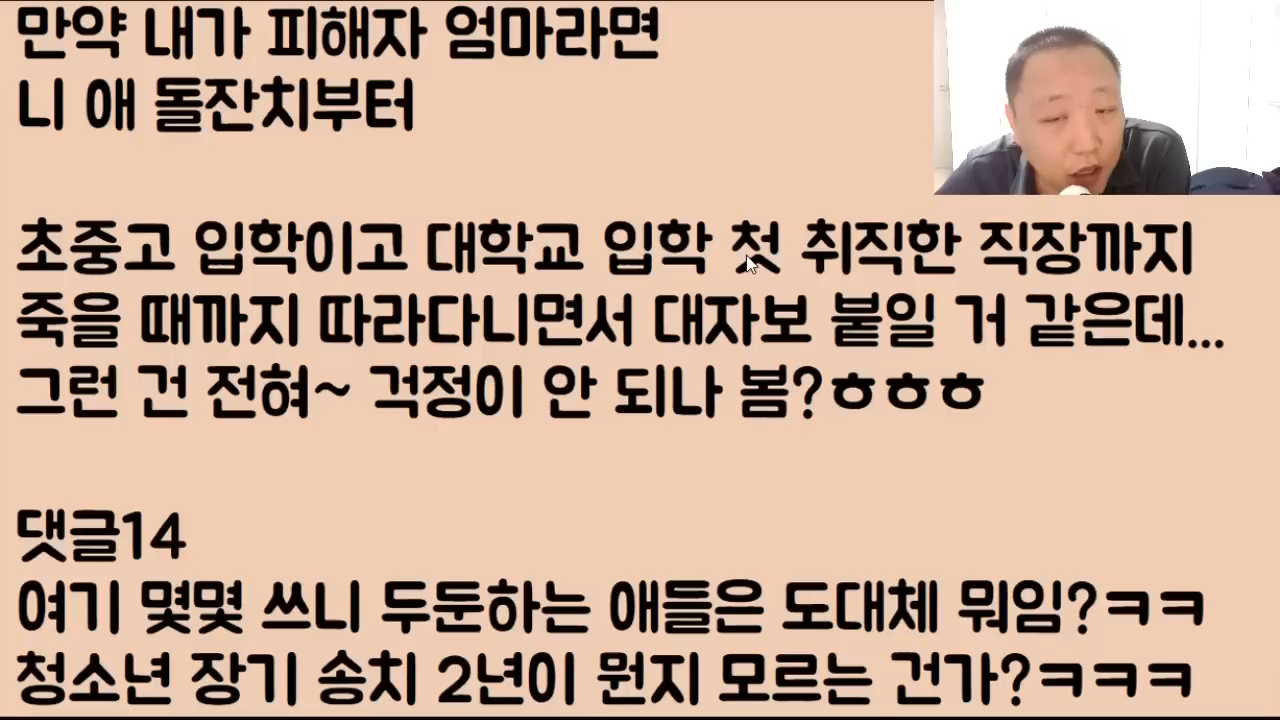 만약 내가 피해자 엄마라면
니 애 돌잔치부터
초중고 입학이고 대학교 입학 첫 취직한 직장까지
죽을 때까지 따라다니면서 대자보 붙일 거 같은데...
그런 건 전혀~ 걱정이 안 되나 봄?ㅎㅎㅎ
댓글14
여기 몇몇 쓰니 두둔하는 애들은 도대체 뭐임?ㅋㅋ
청소년 장기 송치 2년이 뭔지 모르는 건가?ㅋㅋㅋ